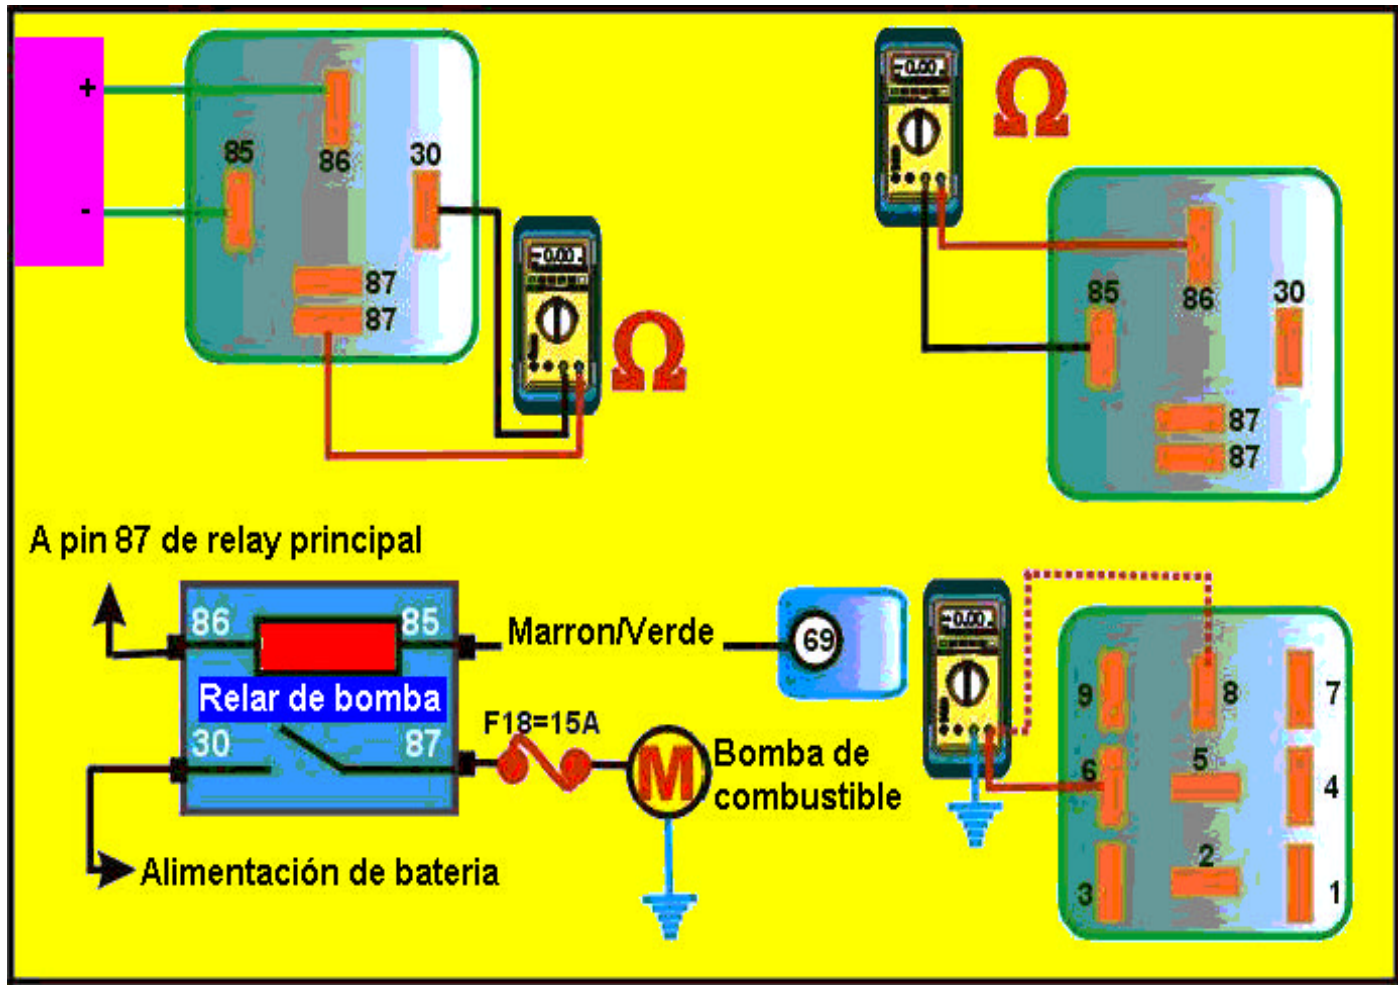 +
-
85
86
30
87
87
-0.00
Ω
-0.00
Ω
85
86
30
87
87
A pin 87 de relay principal
86
85
Marron/Verde
69
Relar de bomba
30
87
F18=15A
M
Bomba de
combustible
Alimentación de bateria
-0.00
9
8
7
6
5
4
3
2
1